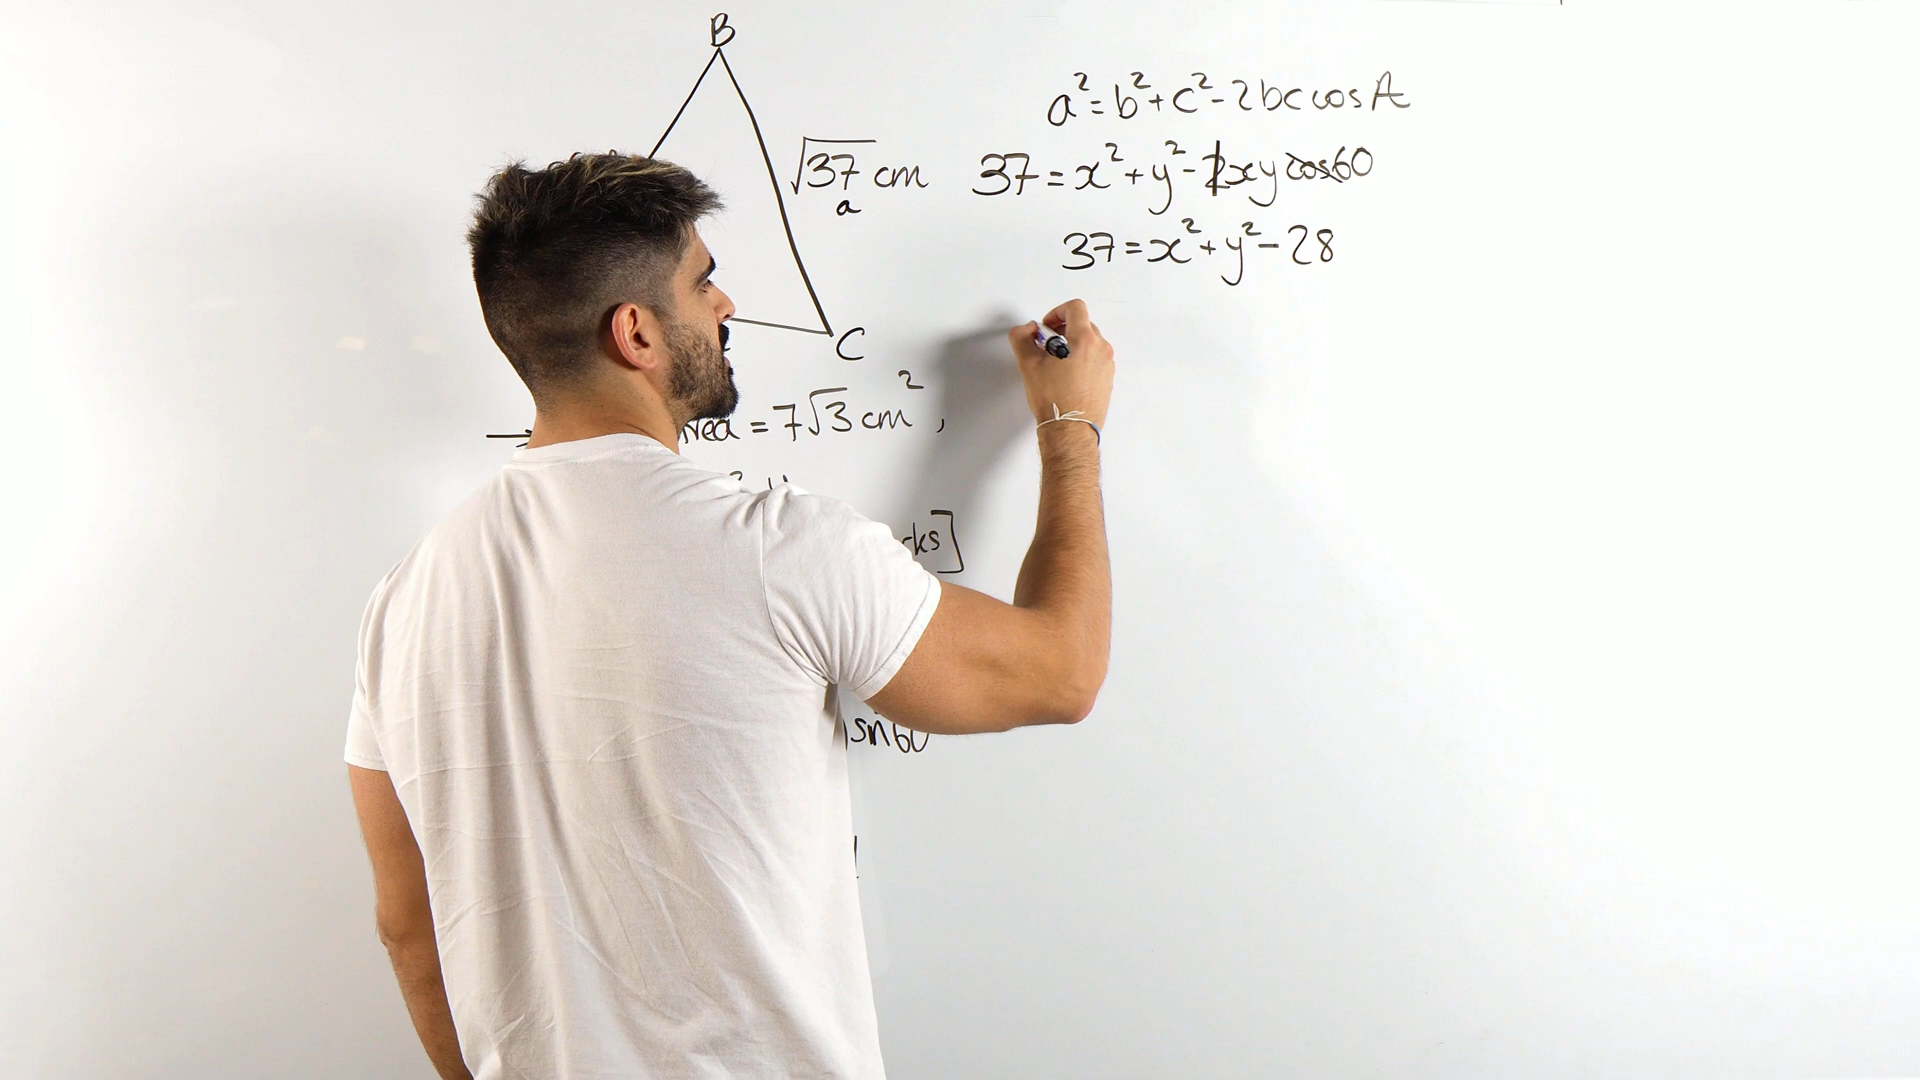 B
√37 cm
a
C
Area = 7√3 cm²,
rks]
sin60
a² = b² + c² - 2bc cos A
37 = x² + y² - 2xy cos60
37 = x² + y² - 28